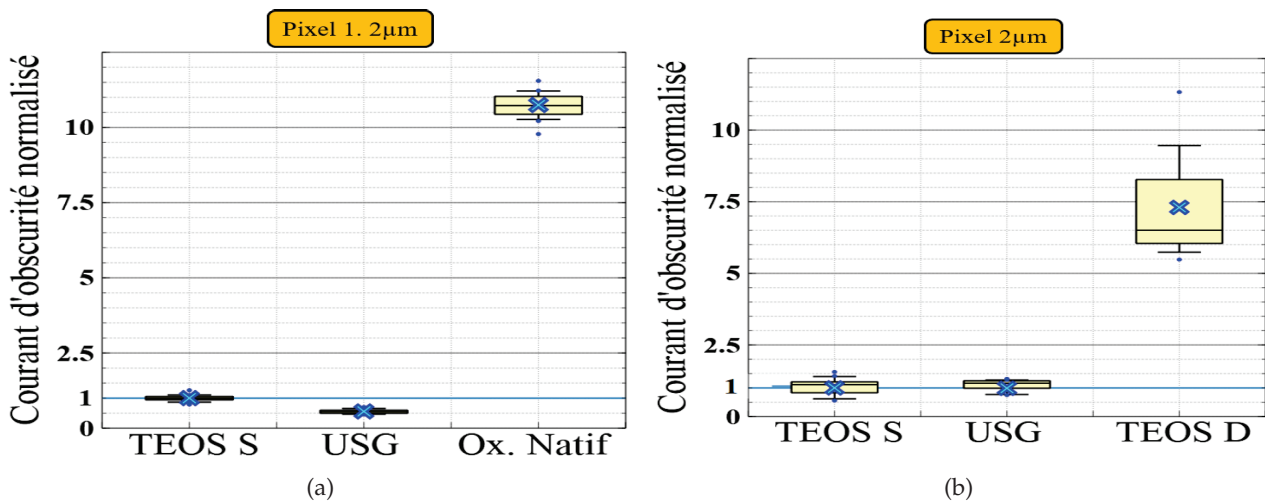 Pixel 1. 2µm
Courant d'obscurité normalisé
10
7.5
5
2.5
1
0
TEOS S USG Ox. Natif
(a)
Pixel 2µm
Courant d'obscurité normalisé
10
7.5
5
2.5
1
0
TEOS S USG TEOS D
(b)